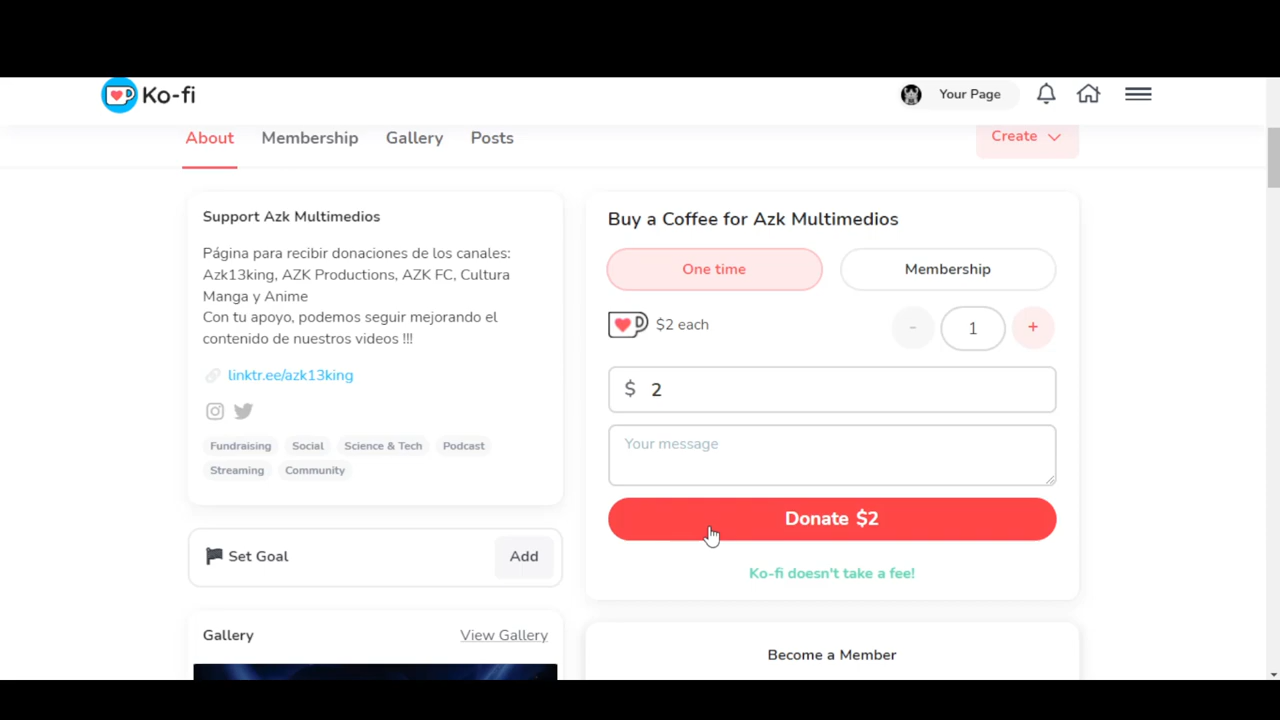 Ko-fi
Your Page
About
Membership
Gallery
Posts
Create
Support Azk Multimedios
Página para recibir donaciones de los canales:
Azk13king, AZK Productions, AZK FC, Cultura
Manga y Anime
Con tu apoyo, podemos seguir mejorando el
contenido de nuestros videos !!!
linktr.ee/azk13king
Fundraising Social Science & Tech Podcast
Streaming Community
Set Goal
Add
Gallery
View Gallery
Buy a Coffee for Azk Multimedios
One time
Membership
$2 each
- 1 +
$ 2
Your message
Donate $2
Ko-fi doesn't take a fee!
Become a Member